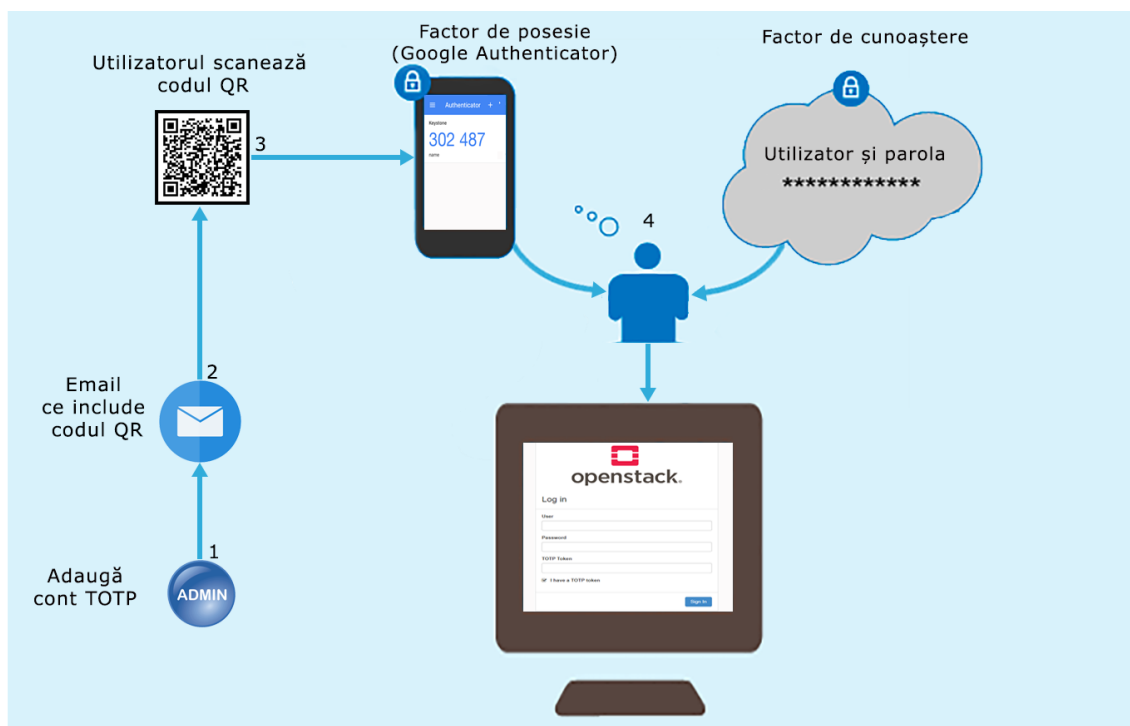 Factor de posesie
(Google Authenticator)
Factor de cunoaștere
Utilizatorul scanează
codul QR
3
Authenticator +
Keystone
302 487
name
Utilizator și parola
************
4
2
Email
ce include
codul QR
1
Adaugă
cont TOTP
ADMIN
openstack.
Log in
User
Password
TOTP Token
I have a TOTP token
Sign In